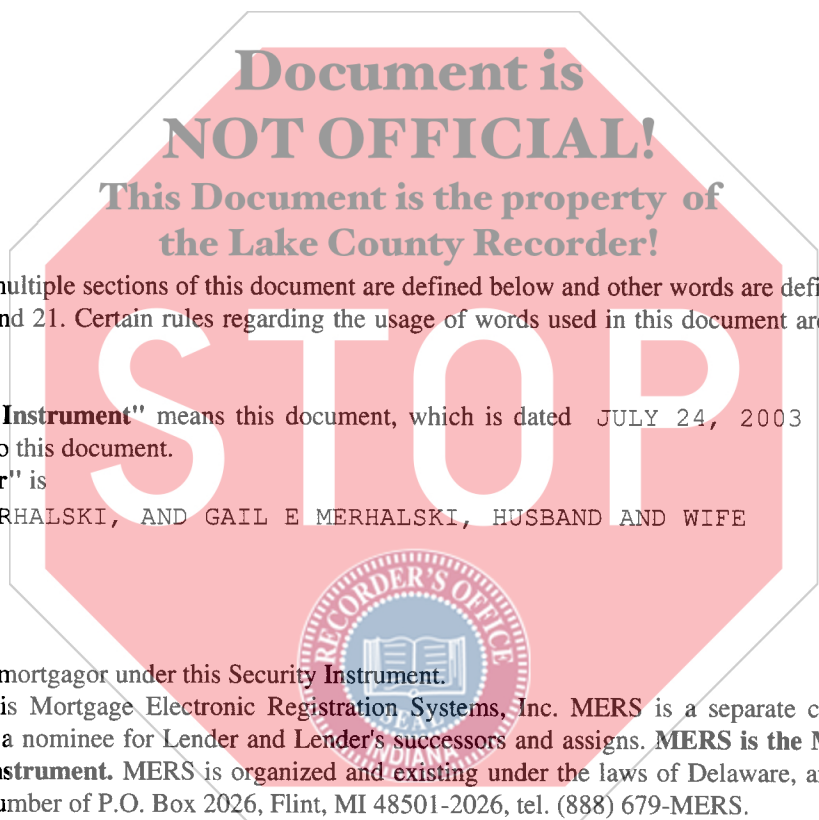 Document is
NOT OFFICIAL!
This Document is the property of
the Lake County Recorder!
multiple sections of this document are defined below and other words are defi
nd 21. Certain rules regarding the usage of words used in this document are
STOP
Instrument" means this document, which is dated JULY 24, 2003
o this document.
r" is
RHALSKI, AND GAIL E MERHALSKI, HUSBAND AND WIFE
RECORDER'S OFFICE
mortgagor under this Security Instrument.
is Mortgage Electronic Registration Systems, Inc. MERS is a separate c
SEAL
a nominee for Lender and Lender's successors and assigns. MERS is the M
INDIANA
strument. MERS is organized and existing under the laws of Delaware, a
umber of P.O. Box 2026, Flint, MI 48501-2026, tel. (888) 679-MERS.